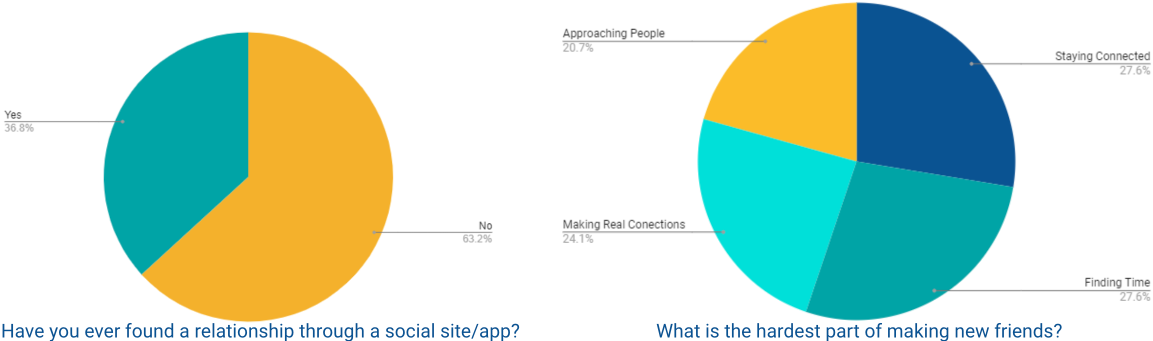 Yes
36.8%
No
63.2%
Have you ever found a relationship through a social site/app?
Approaching People
20.7%
Staying Connected
27.6%
Making Real Conections
24.1%
Finding Time
27.6%
What is the hardest part of making new friends?